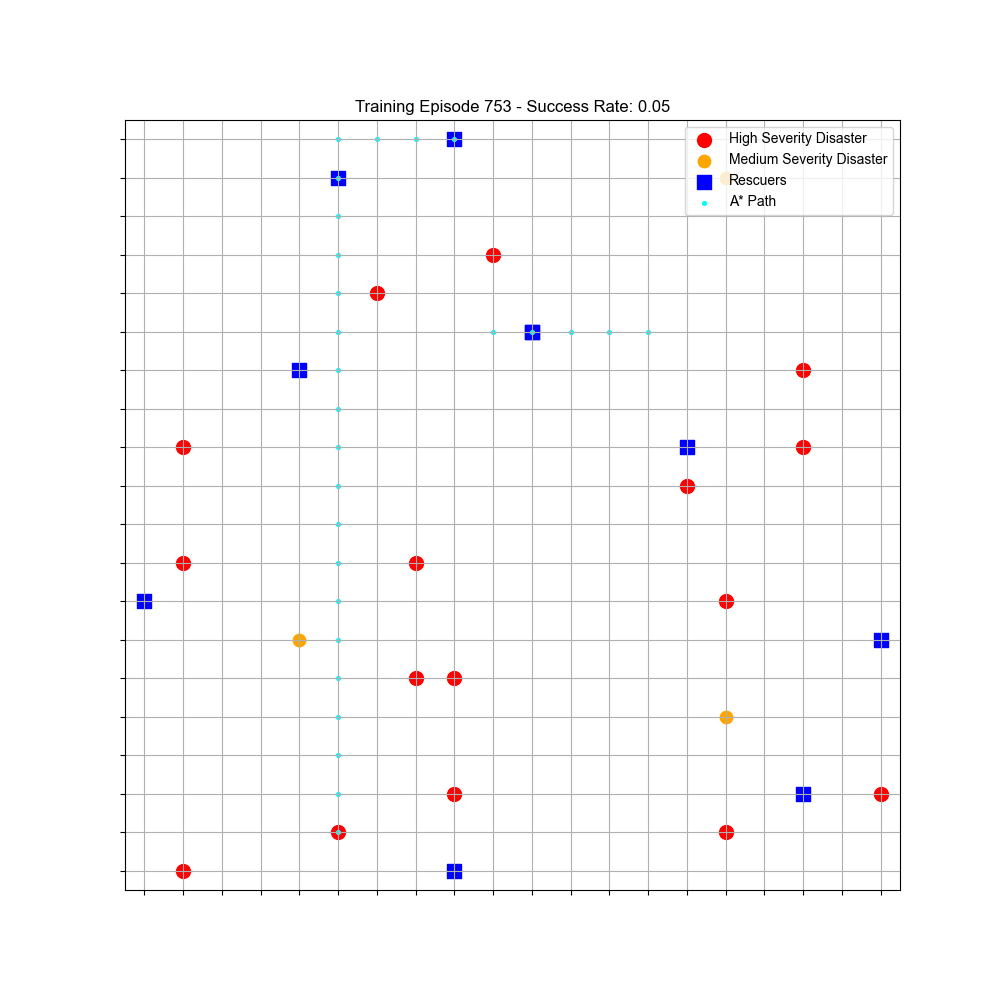 Training Episode 753 - Success Rate: 0.05
High Severity Disaster
Medium Severity Disaster
Rescuers
A* Path